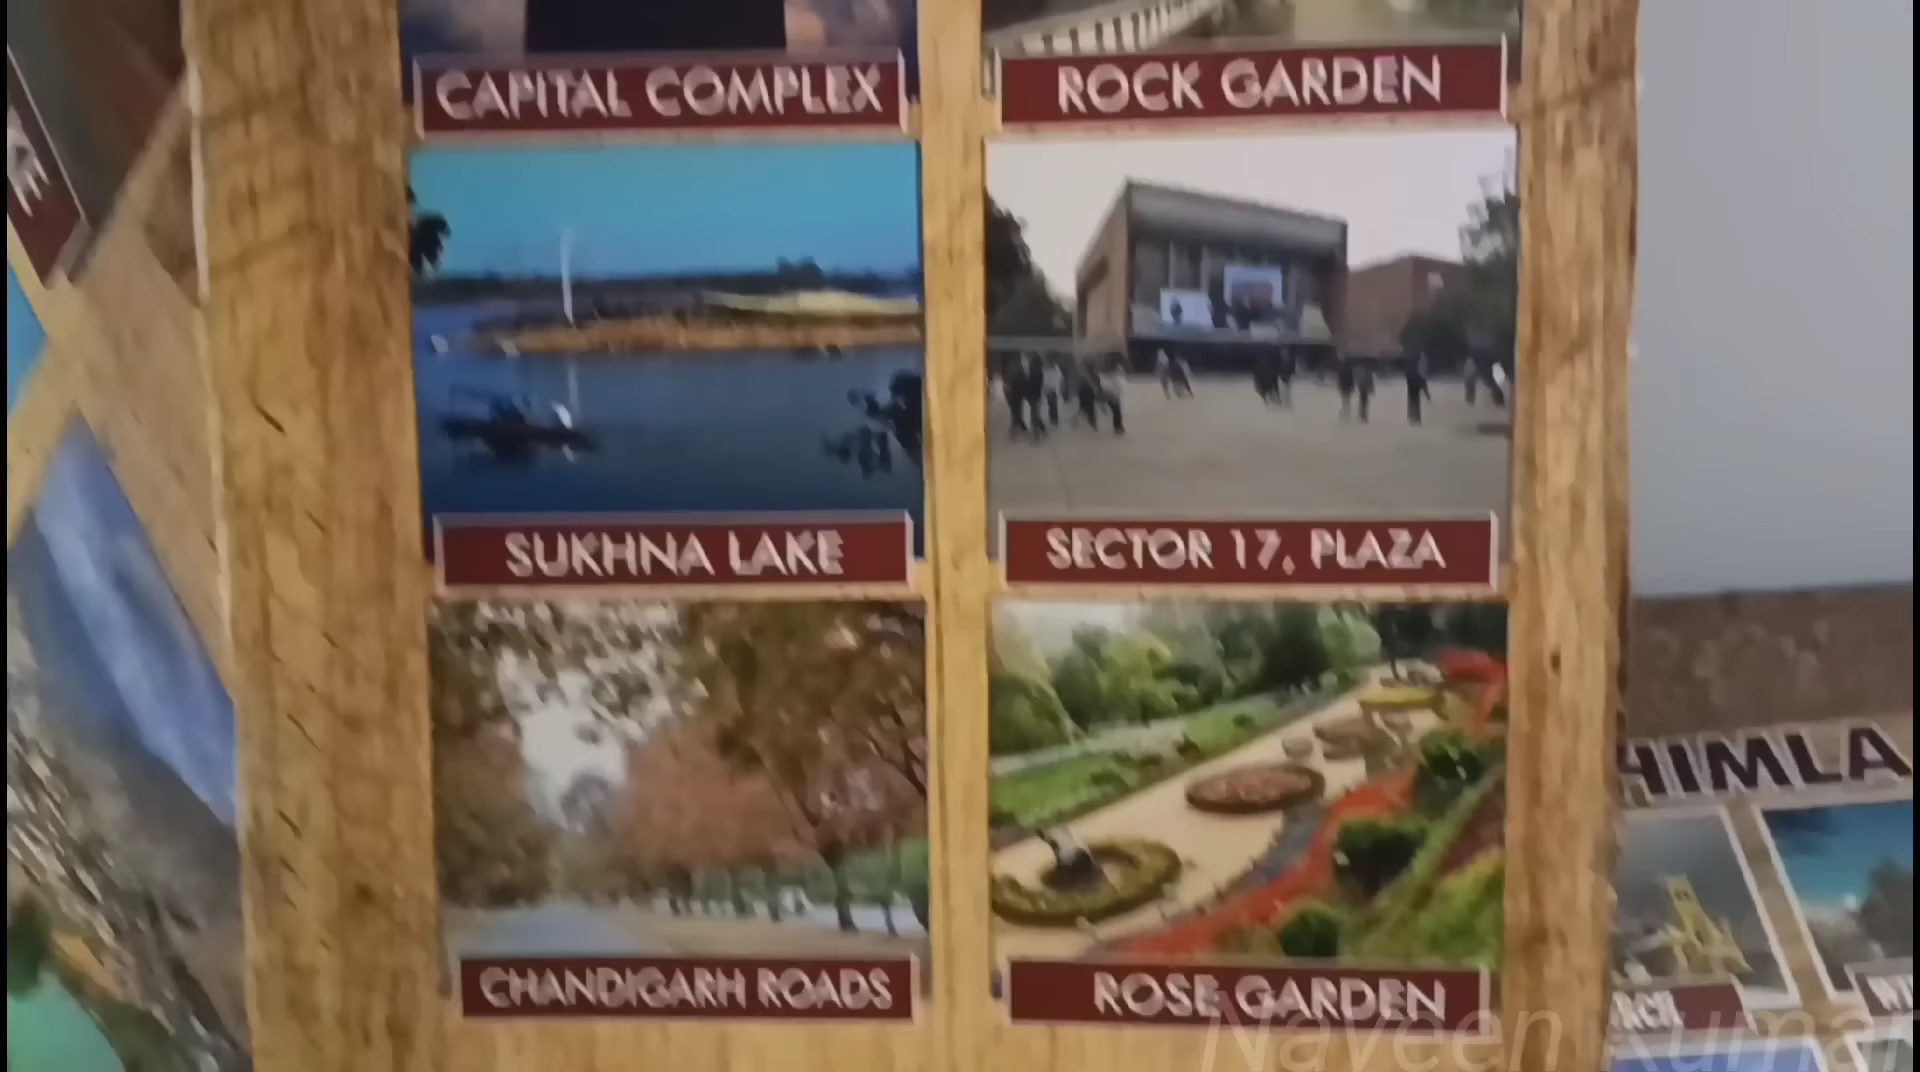 CAPITAL COMPLEX
ROCK GARDEN
SUKHNA LAKE
SECTOR 17, PLAZA
HIMLA
CHANDIGARH ROADS
ROSE GARDEN
Naveen Kumar